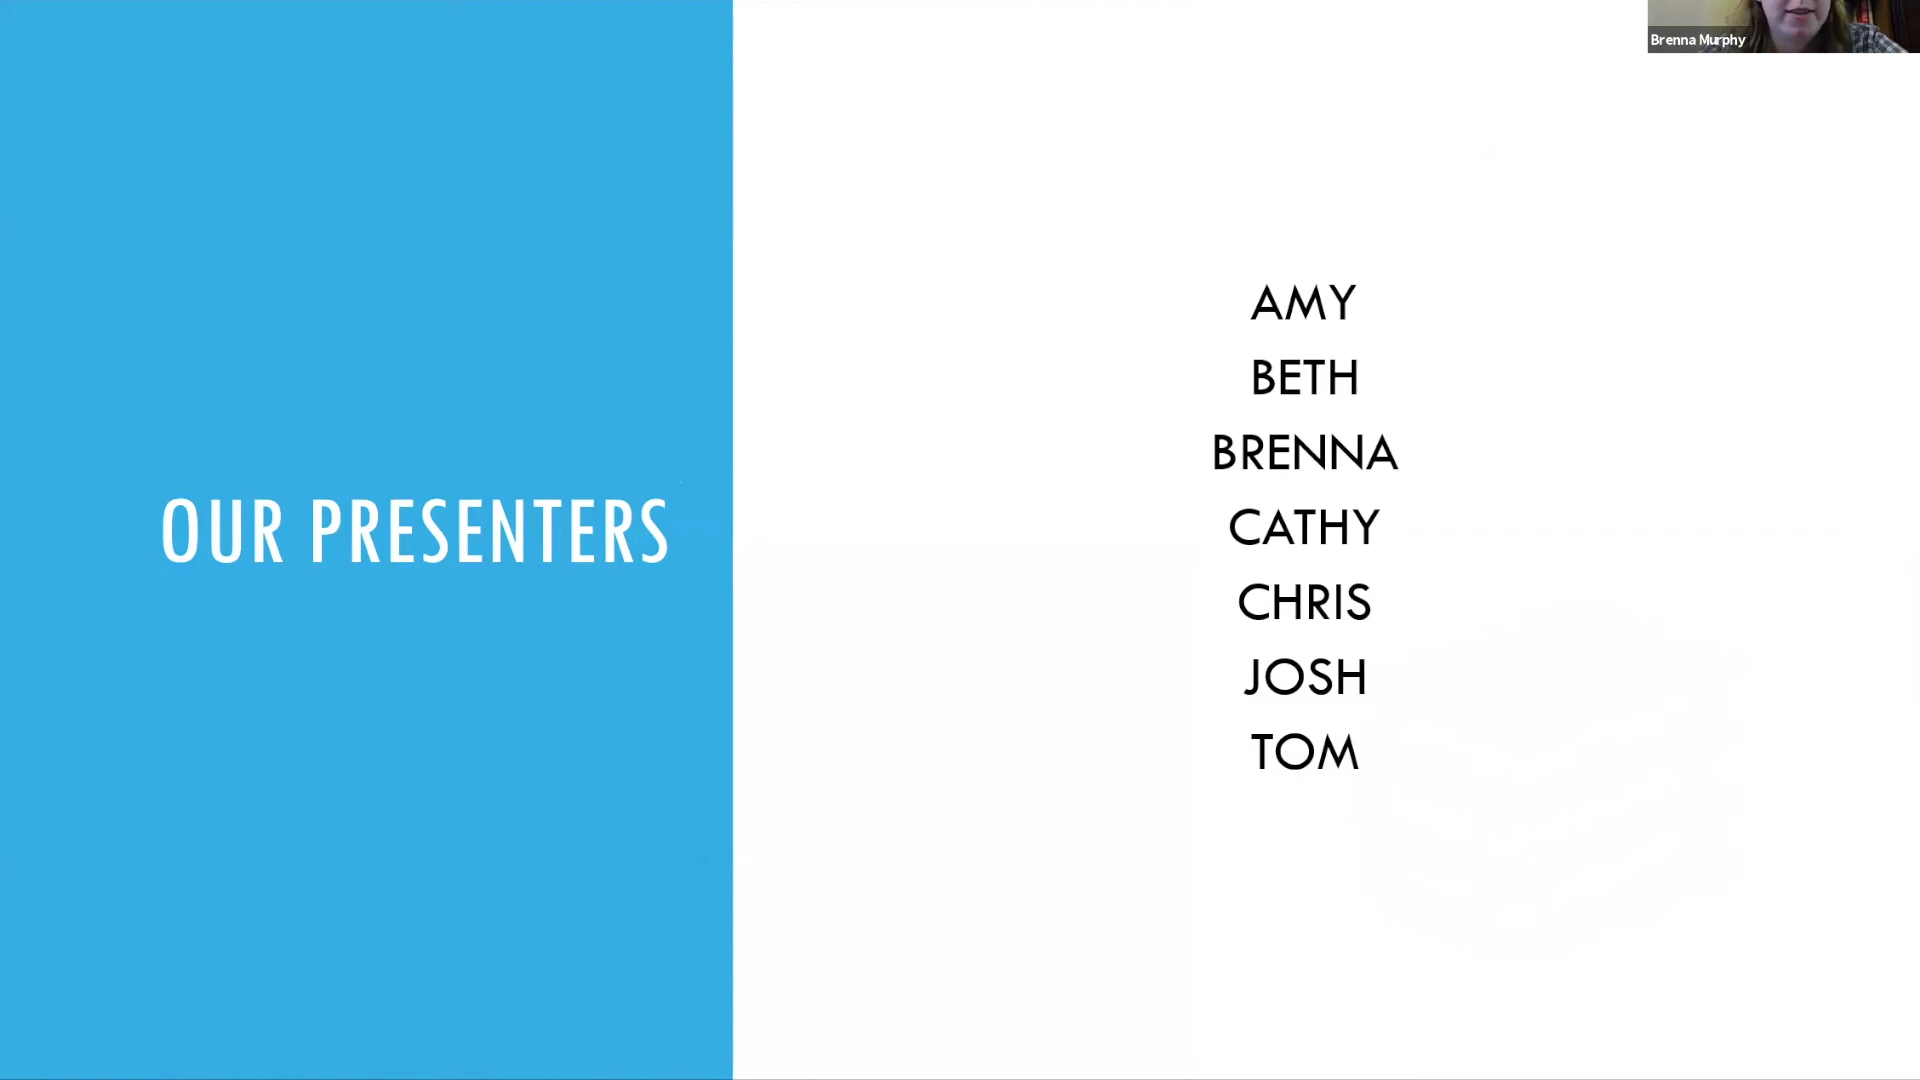 Brenna Murphy
OUR PRESENTERS
AMY
BETH
BRENNA
CATHY
CHRIS
JOSH
TOM